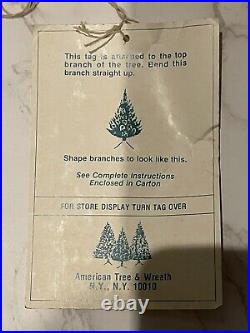 This tag is attached to the top
branch of the tree. Bend this
branch straight up.
Shape branches to look like this.
See Complete Instructions
Enclosed in Carton
FOR STORE DISPLAY TURN TAG OVER
American Tree & Wreath
N.Y., N.Y. 10010